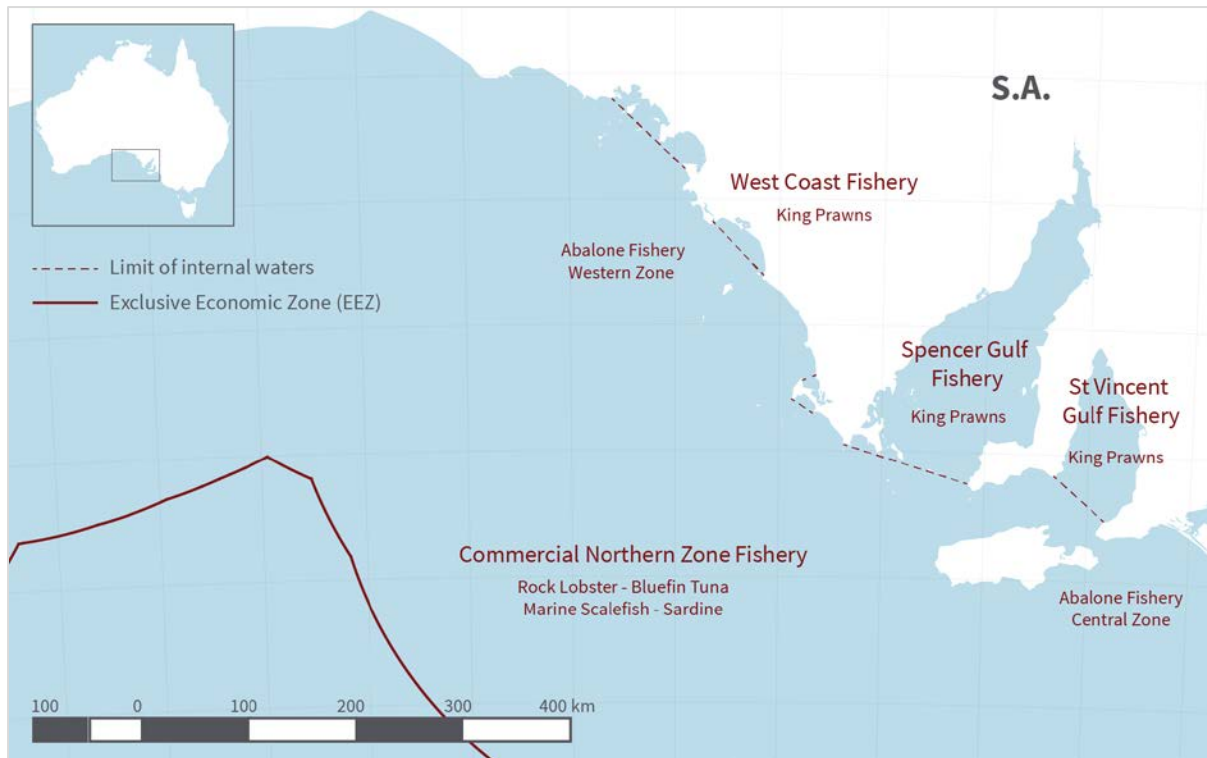 S.A.
West Coast Fishery
King Prawns
Abalone Fishery
Western Zone
Limit of internal waters
Exclusive Economic Zone (EEZ)
Spencer Gulf
Fishery
King Prawns
St Vincent
Gulf Fishery
King Prawns
Commercial Northern Zone Fishery
Rock Lobster - Bluefin Tuna
Marine Scalefish - Sardine
Abalone Fishery
Central Zone
100 0 100 200 300 400 km